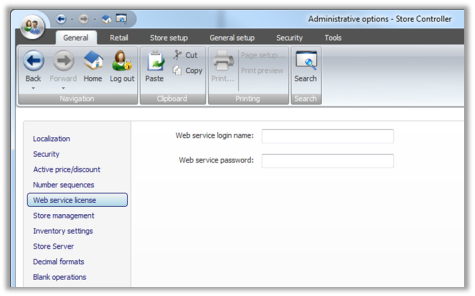 Administrative options - Store Controller
General Retail Store setup General setup Security Tools
Back Forward Home Log out
Paste Cut Copy
Print... Page setup... Print preview
Search
Navigation Clipboard Printing Search
Localization
Security
Active price/discount
Number sequences
Web service license
Store management
Inventory settings
Store Server
Decimal formats
Blank operations
Web service login name:
Web service password: